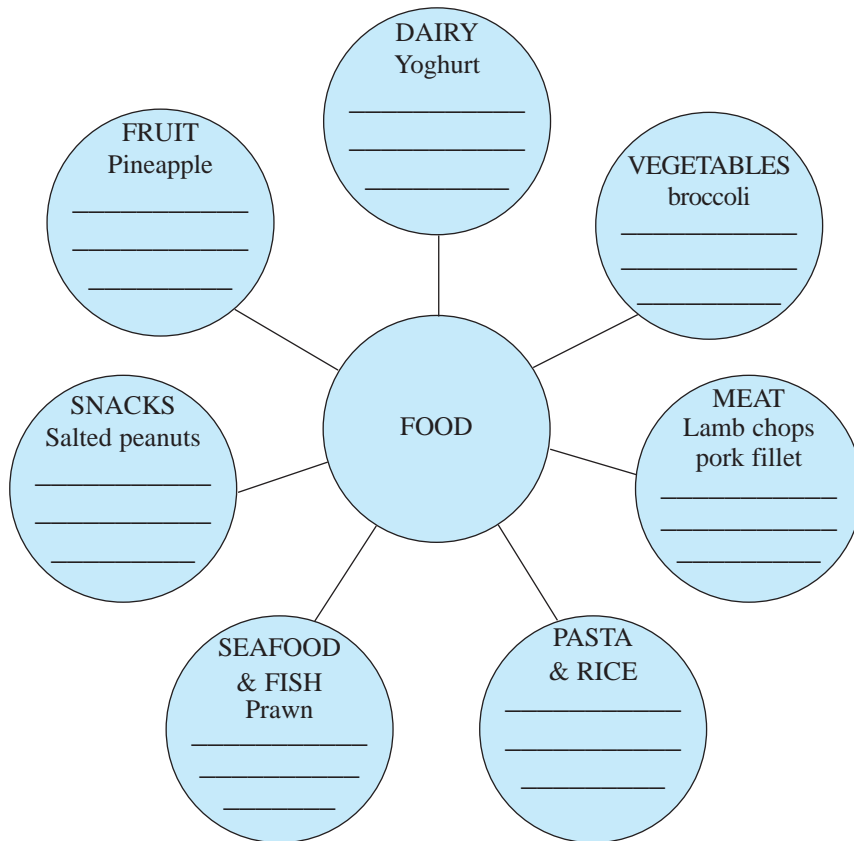 DAIRY
Yoghurt
FRUIT
Pineapple
VEGETABLES
broccoli
SNACKS
Salted peanuts
FOOD
MEAT
Lamb chops
pork fillet
SEAFOOD
& FISH
Prawn
PASTA
& RICE